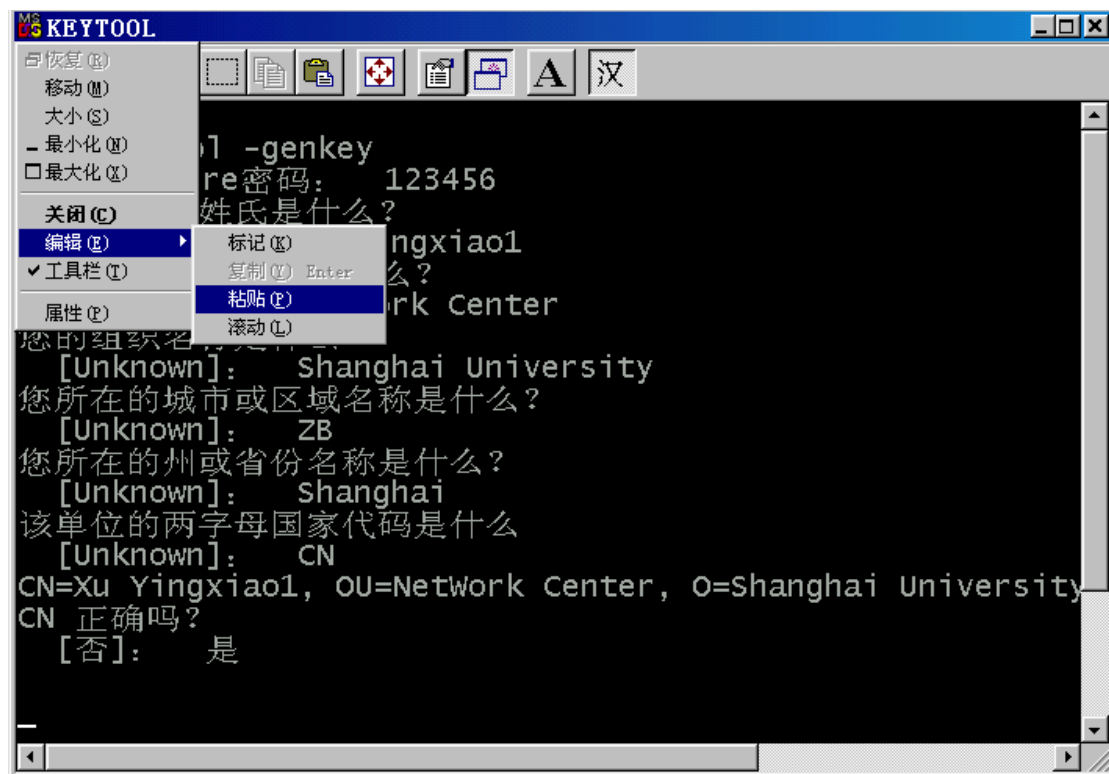 KEYTOOL
恢复(R)
移动(M)
大小(S)
最小化(N)
最大化(X)
关闭(C)
编辑(E)
工具栏(T)
属性(P)
标记(K)
复制(Y) Enter
粘贴(P)
滚动(L)
A 汉
-genkey
re密码: 123456
姓氏是什么?
ngxiao1
么?
rk Center
您的组织名
[Unknown]: Shanghai University
您所在的城市或区域名称是什么?
[Unknown]: ZB
您所在的州或省份名称是什么?
[Unknown]: Shanghai
该单位的两字母国家代码是什么
[Unknown]: CN
CN=Xu Yingxiao1, OU=NetWork Center, O=Shanghai University
CN 正确吗?
[否]: 是